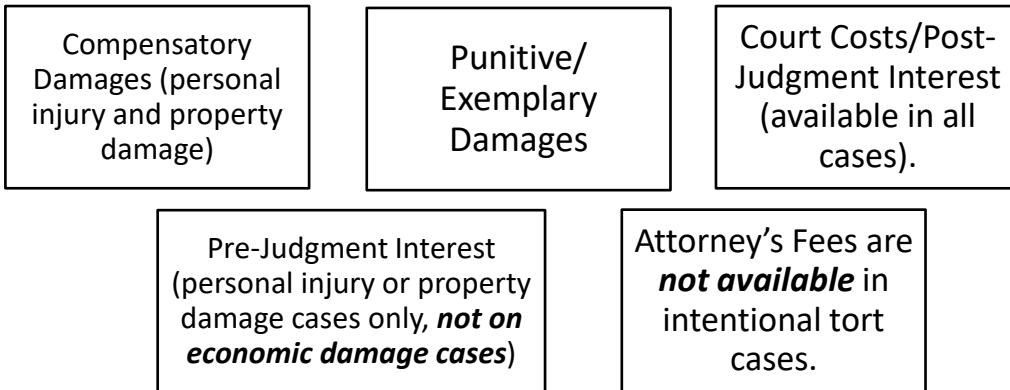 Compensatory
Damages (personal
injury and property
damage)
Punitive/
Exemplary
Damages
Court Costs/Post-
Judgment Interest
(available in all
cases).
Pre-Judgment Interest
(personal injury or property
damage cases only, not on
economic damage cases)
Attorney’s Fees are
not available in
intentional tort
cases.